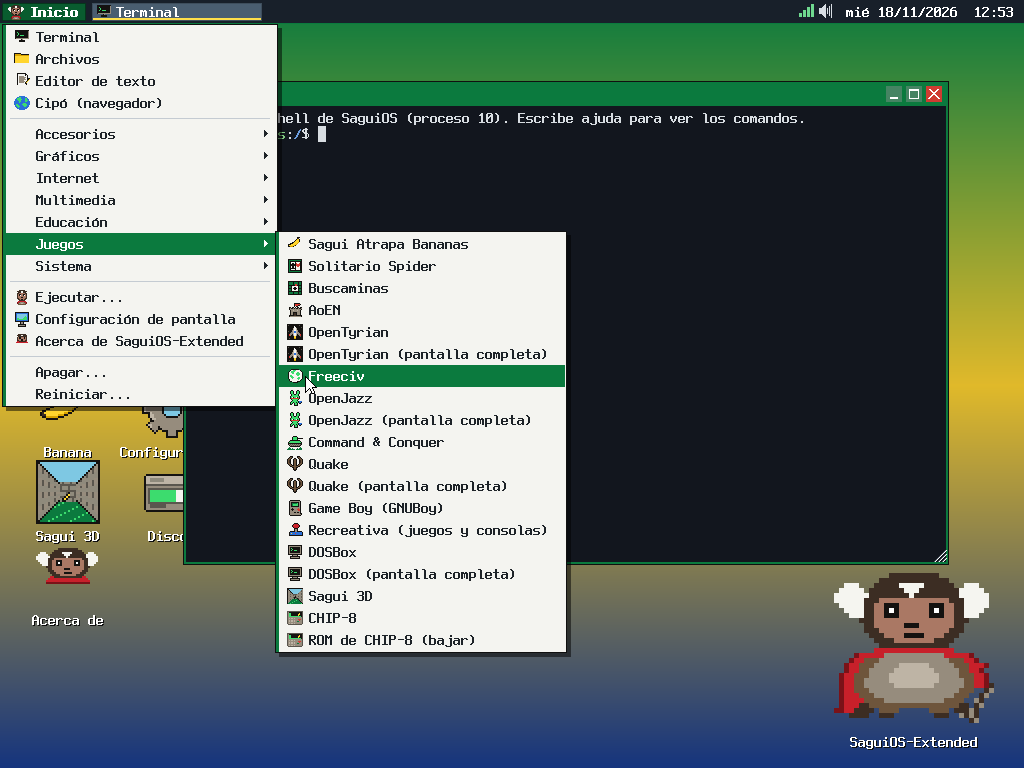 Inicio
Terminal
mié 18/11/2026 12:53
Terminal
Archivos
Editor de texto
Cipó (navegador)
Accesorios
Gráficos
Internet
Multimedia
Educación
Juegos
Sistema
Ejecutar...
Configuración de pantalla
Acerca de SaguiOS-Extended
Apagar...
Reiniciar...
hell de SaguiOS (proceso 10). Escribe ajuda para ver los comandos.
s:/$
Sagui Atrapa Bananas
Solitario Spider
Buscaminas
AoEN
OpenTyrian
OpenTyrian (pantalla completa)
Freeciv
OpenJazz
OpenJazz (pantalla completa)
Command & Conquer
Quake
Quake (pantalla completa)
Game Boy (GNUBoy)
Recreativa (juegos y consolas)
DOSBox
DOSBox (pantalla completa)
Sagui 3D
CHIP-8
ROM de CHIP-8 (bajar)
Banana
Configur
Sagui 3D
Disco
Acerca de
SaguiOS-Extended